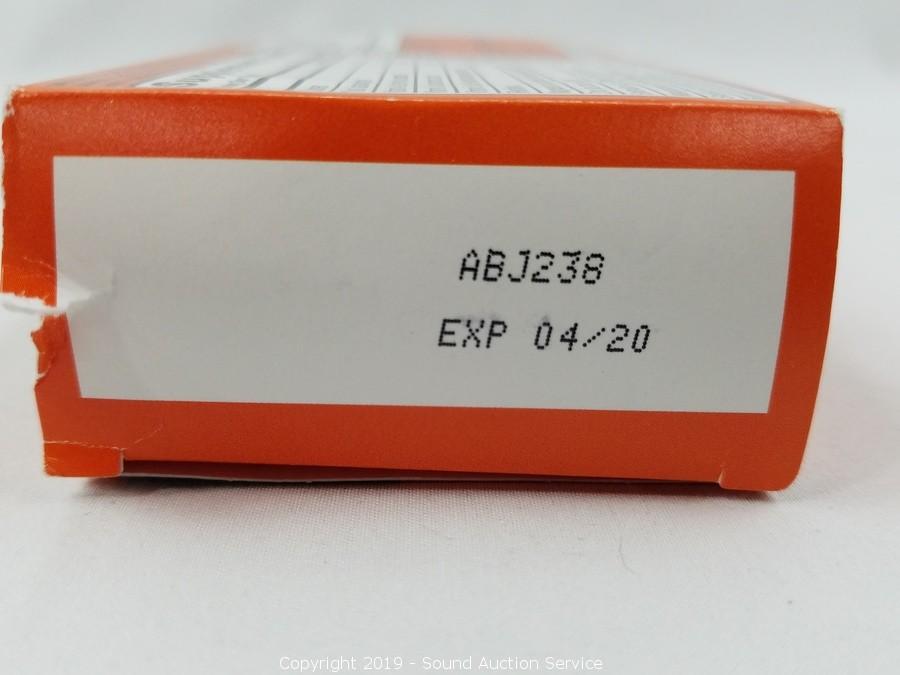 ABJ238
EXP 04/20
Copyright 2019 - Sound Auction Service